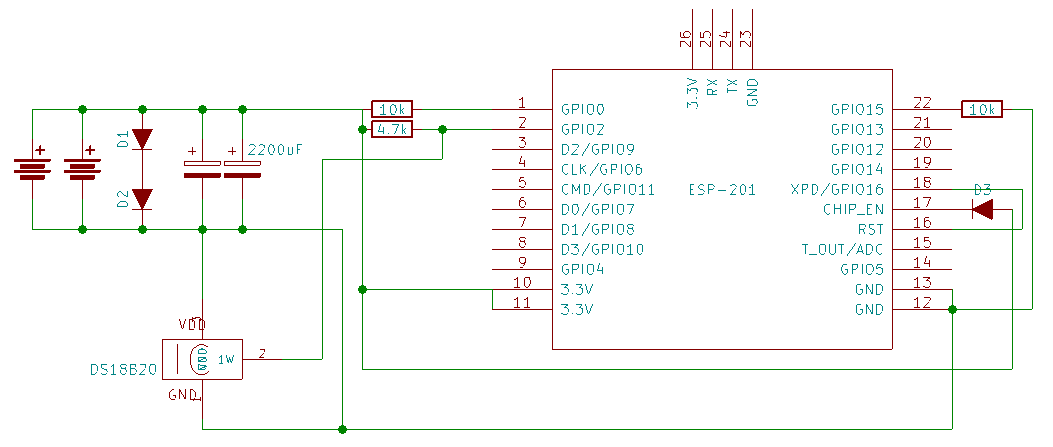 26
25
24
23
3.3V
RX
TX
GND
1
10k
GPIO0
2
4.7k
GPIO2
3
D2/GPIO9
4
CLK/GPIO6
5
CMD/GPIO11
6
D0/GPIO7
7
D1/GPIO8
8
D3/GPIO10
9
GPIO4
10
3.3V
11
3.3V
ESP-201
GPIO15
22
10k
GPIO13
21
GPIO12
20
GPIO14
19
XPD/GPIO16
18
D3
CHIP_EN
17
RST
16
T_OUT/ADC
15
GPIO5
14
GND
13
GND
12
+
+
D1
D2
+
+
2200uF
VDD
3
DS18B20
1W
2
GND
1